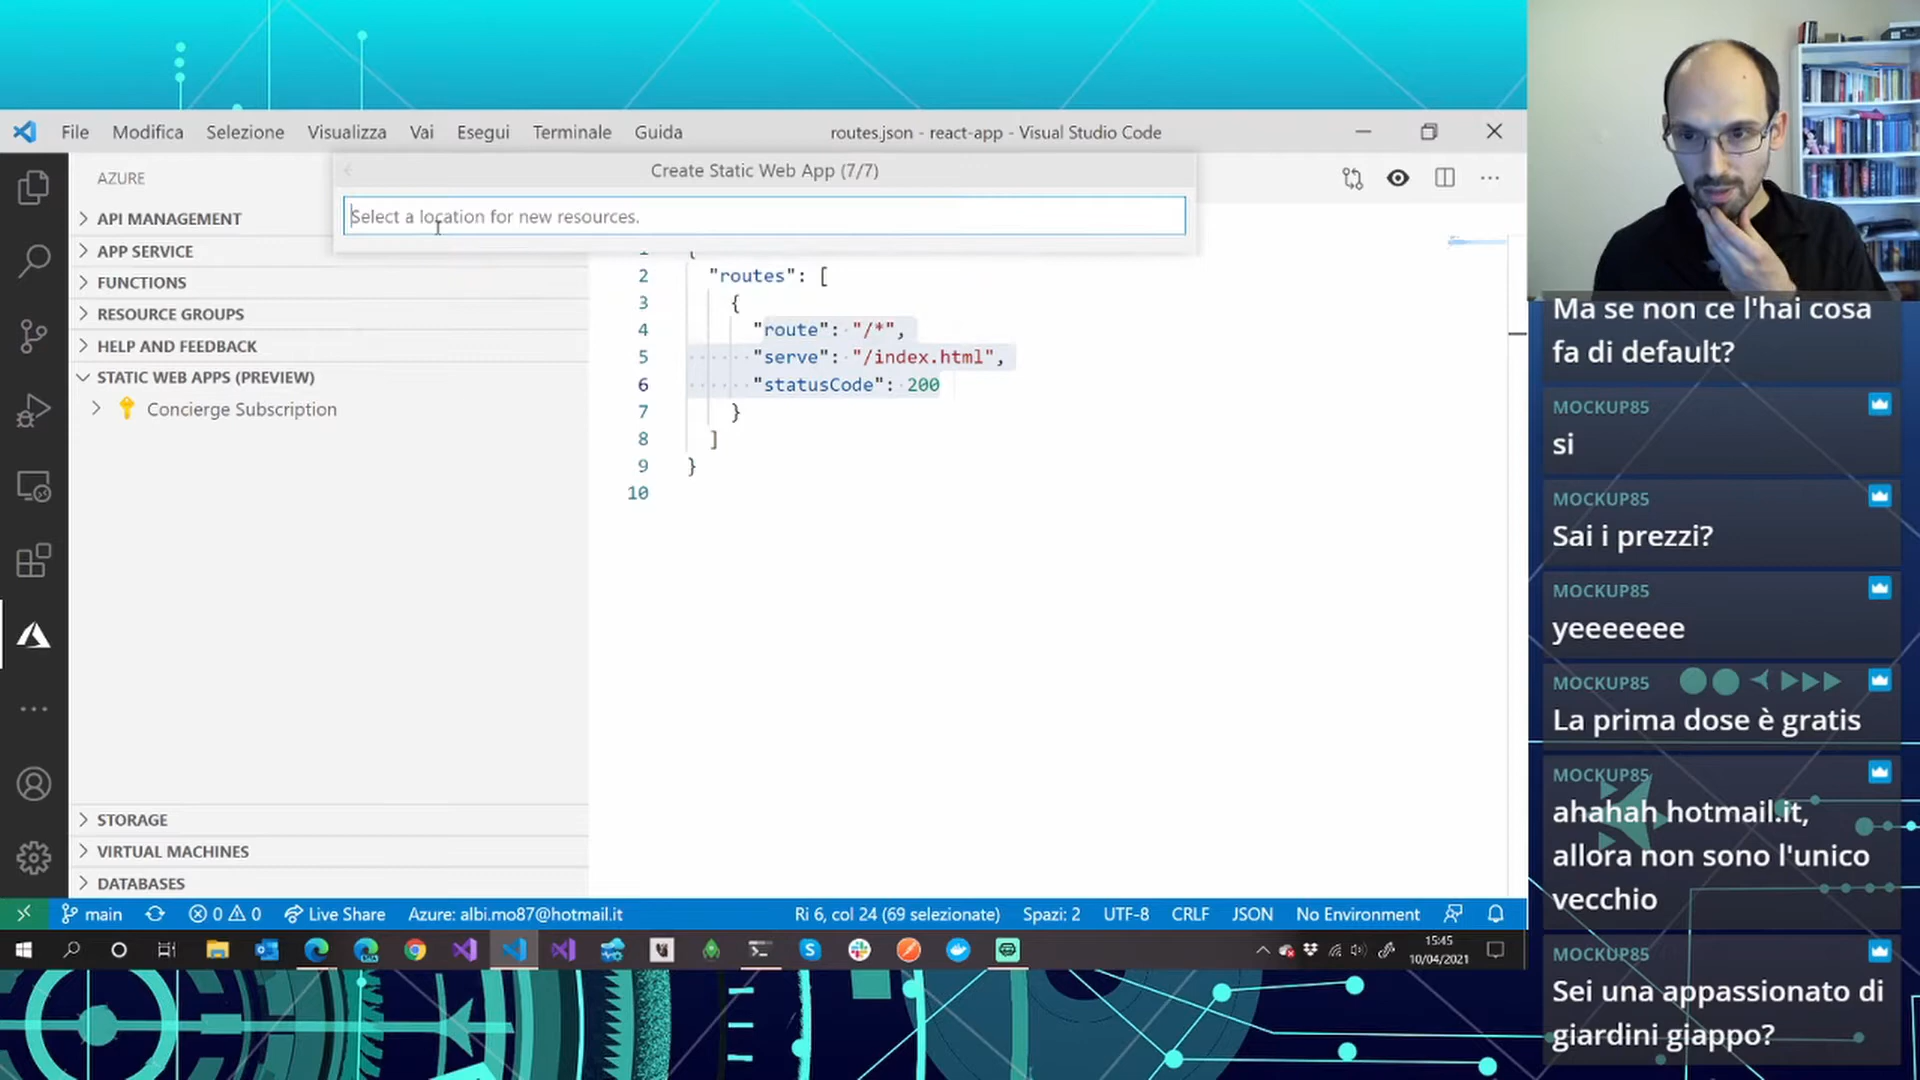 File Modifica Selezione Visualizza Vai Esegui Terminale Guida routes.json - react-app - Visual Studio Code
AZURE
Create Static Web App (7/7)
Select a location for new resources.
API MANAGEMENT
APP SERVICE
FUNCTIONS
RESOURCE GROUPS
HELP AND FEEDBACK
STATIC WEB APPS (PREVIEW)
Concierge Subscription
STORAGE
VIRTUAL MACHINES
DATABASES
1 {
2 "routes": [
3 {
4 "route": "/*",
5 "serve": "/index.html",
6 "statusCode": 200
7 }
8 ]
9 }
10
main 0 0 Live Share Azure: albi.mo87@hotmail.it Ri 6, col 24 (69 selezionate) Spazi: 2 UTF-8 CRLF JSON No Environment
15:45
10/04/2021
Ma se non ce l'hai cosa
fa di default?
MOCKUP85
si
MOCKUP85
Sai i prezzi?
MOCKUP85
yeeeeeee
MOCKUP85
La prima dose è gratis
MOCKUP85
ahahah hotmail.it,
allora non sono l'unico
vecchio
MOCKUP85
Sei una appassionato di
giardini giappo?